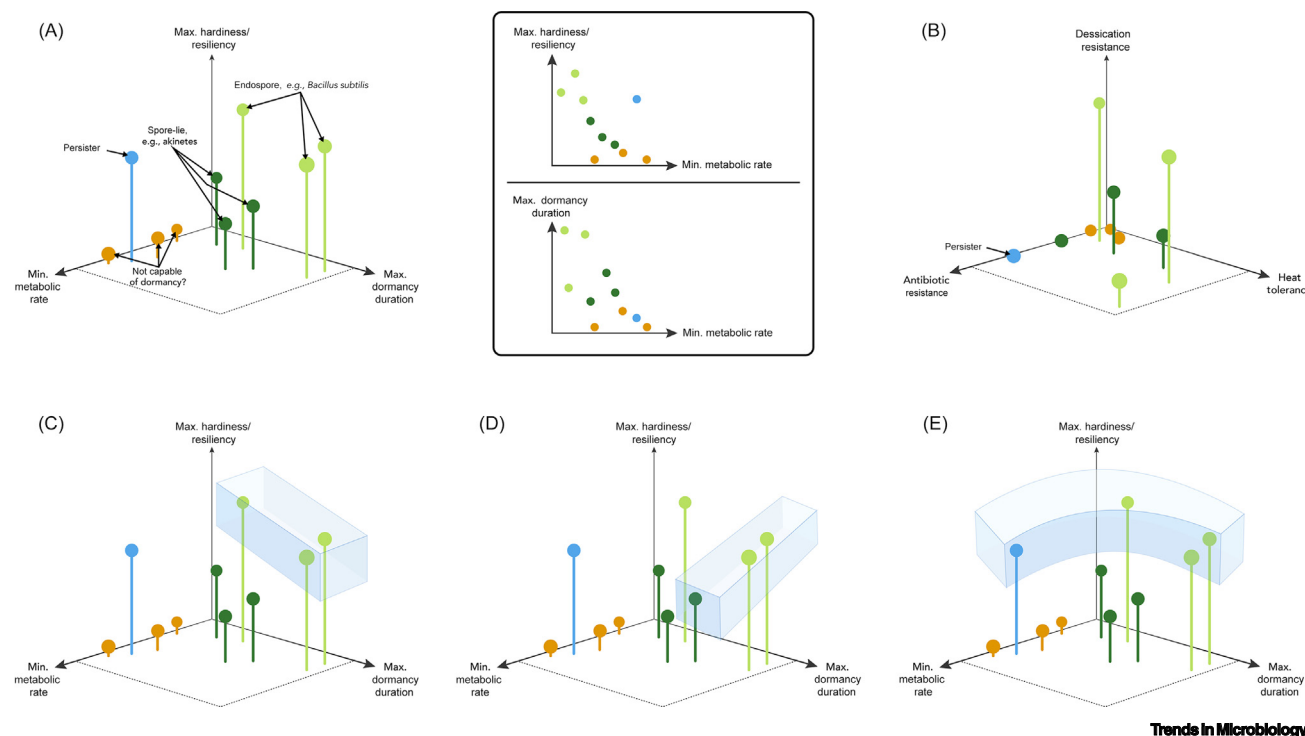 (A)
Max. hardiness/
resiliency
Endospore, e.g., Bacillus subtilis
Spore-lie,
e.g., akinetes
Persister
Not capable
of dormancy?
Min.
metabolic
rate
Max.
dormancy
duration
Max. hardiness/
resiliency
Min. metabolic rate
Max. dormancy
duration
Min. metabolic rate
(B)
Dessication
resistance
Persister
Antibiotic
resistance
Heat
toleranc
(C)
Max. hardiness/
resiliency
Min.
metabolic
rate
Max.
dormancy
duration
(D)
Max. hardiness/
resiliency
Min.
metabolic
rate
Max.
dormancy
duration
(E)
Max. hardiness/
resiliency
Min.
metabolic
rate
Max.
dormancy
duration
Trends in Microbiology